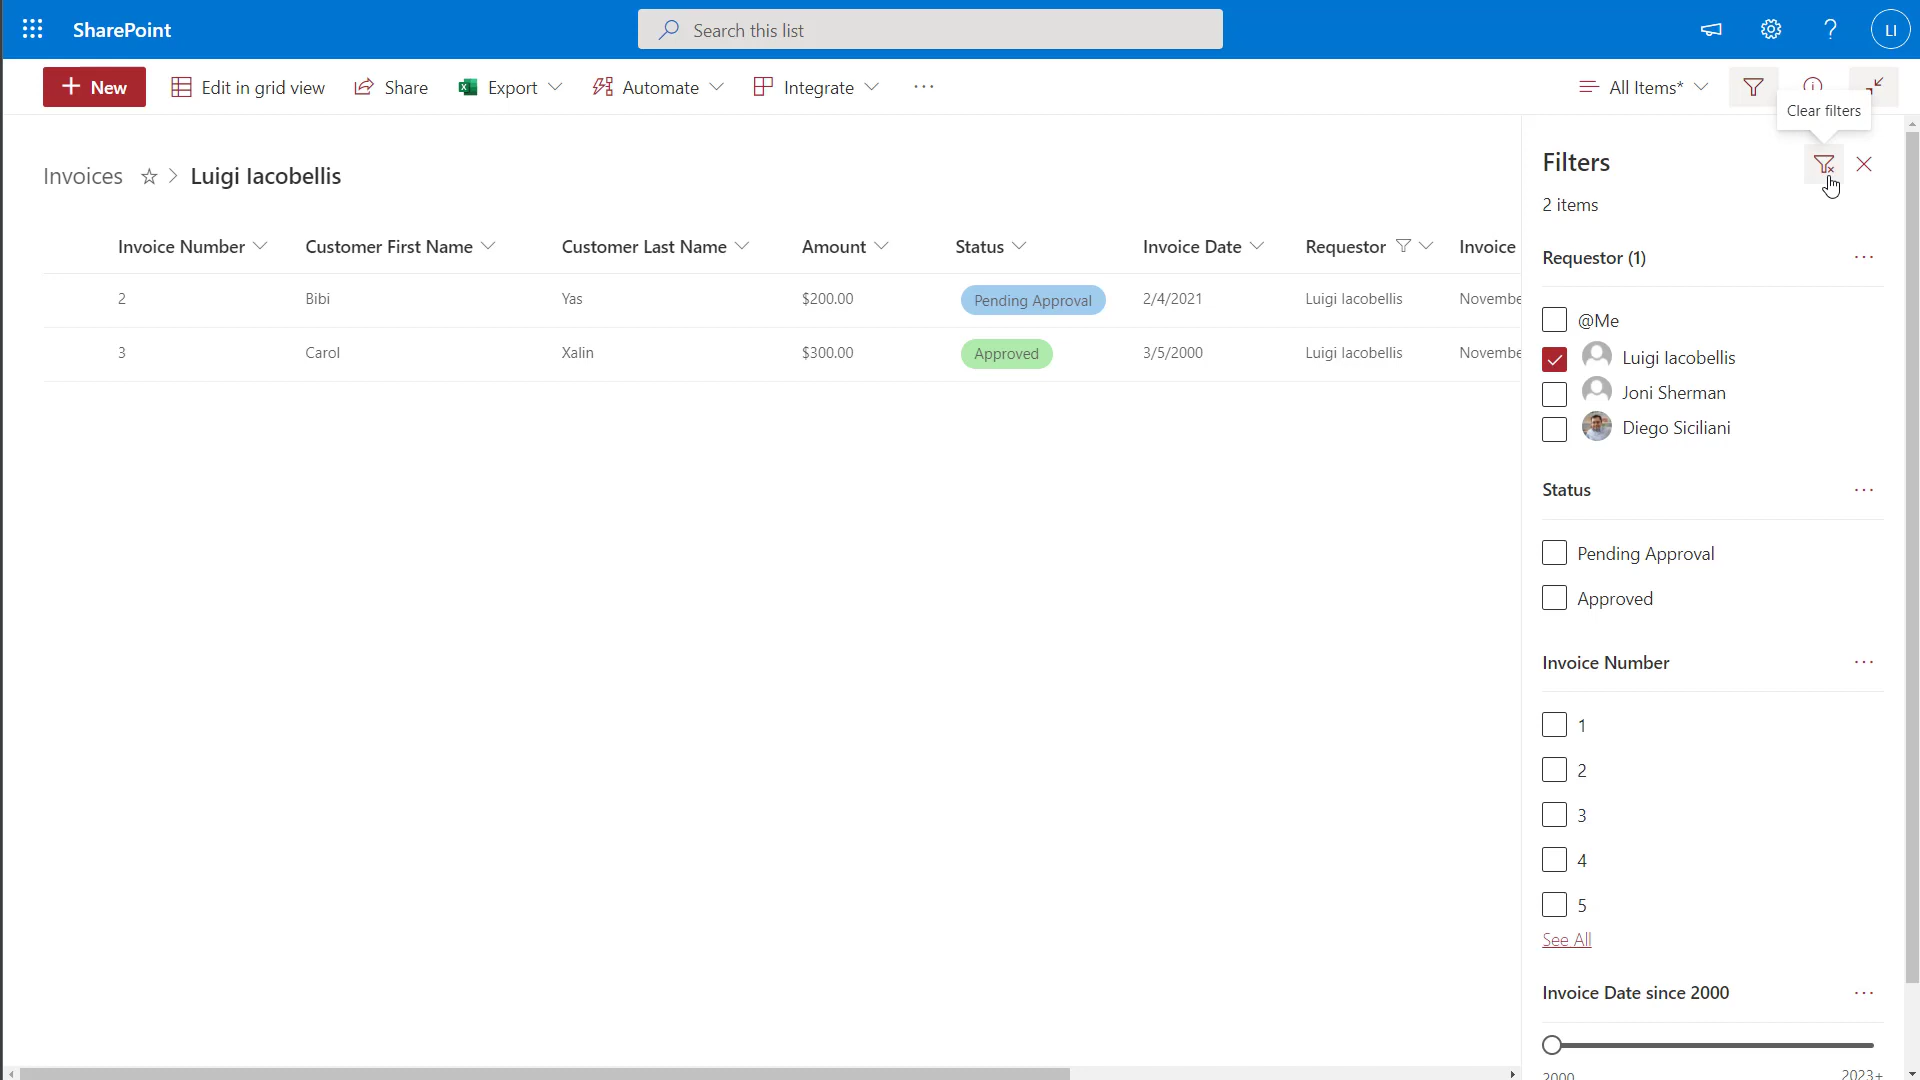 SharePoint
Search this list
LI
New
Edit in grid view
Share
Export
Automate
Integrate
All Items*
Clear filters
Invoices > Luigi Iacobellis
Invoice Number Customer First Name Customer Last Name Amount Status Invoice Date Requestor Invoice
2 Bibi Yas $200.00 Pending Approval 2/4/2021 Luigi Iacobellis Novembe
3 Carol Xalin $300.00 Approved 3/5/2000 Luigi Iacobellis Novembe
Filters
2 items
Requestor (1)
@Me
Luigi Iacobellis
Joni Sherman
Diego Siciliani
Status
Pending Approval
Approved
Invoice Number
1
2
3
4
5
See All
Invoice Date since 2000
2000 2023+